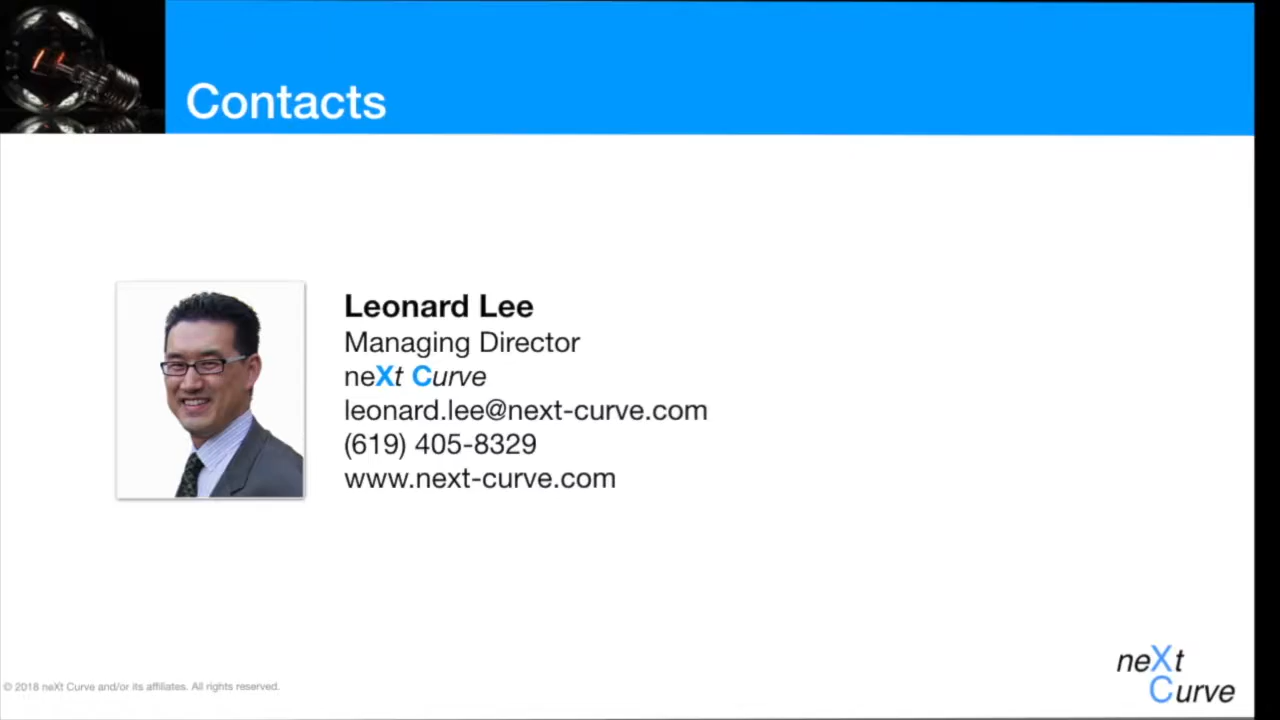 Contacts
Leonard Lee
Managing Director
neXt Curve
leonard.lee@next-curve.com
(619) 405-8329
www.next-curve.com
© 2018 neXt Curve and/or its affiliates. All rights reserved.
neXt
Curve